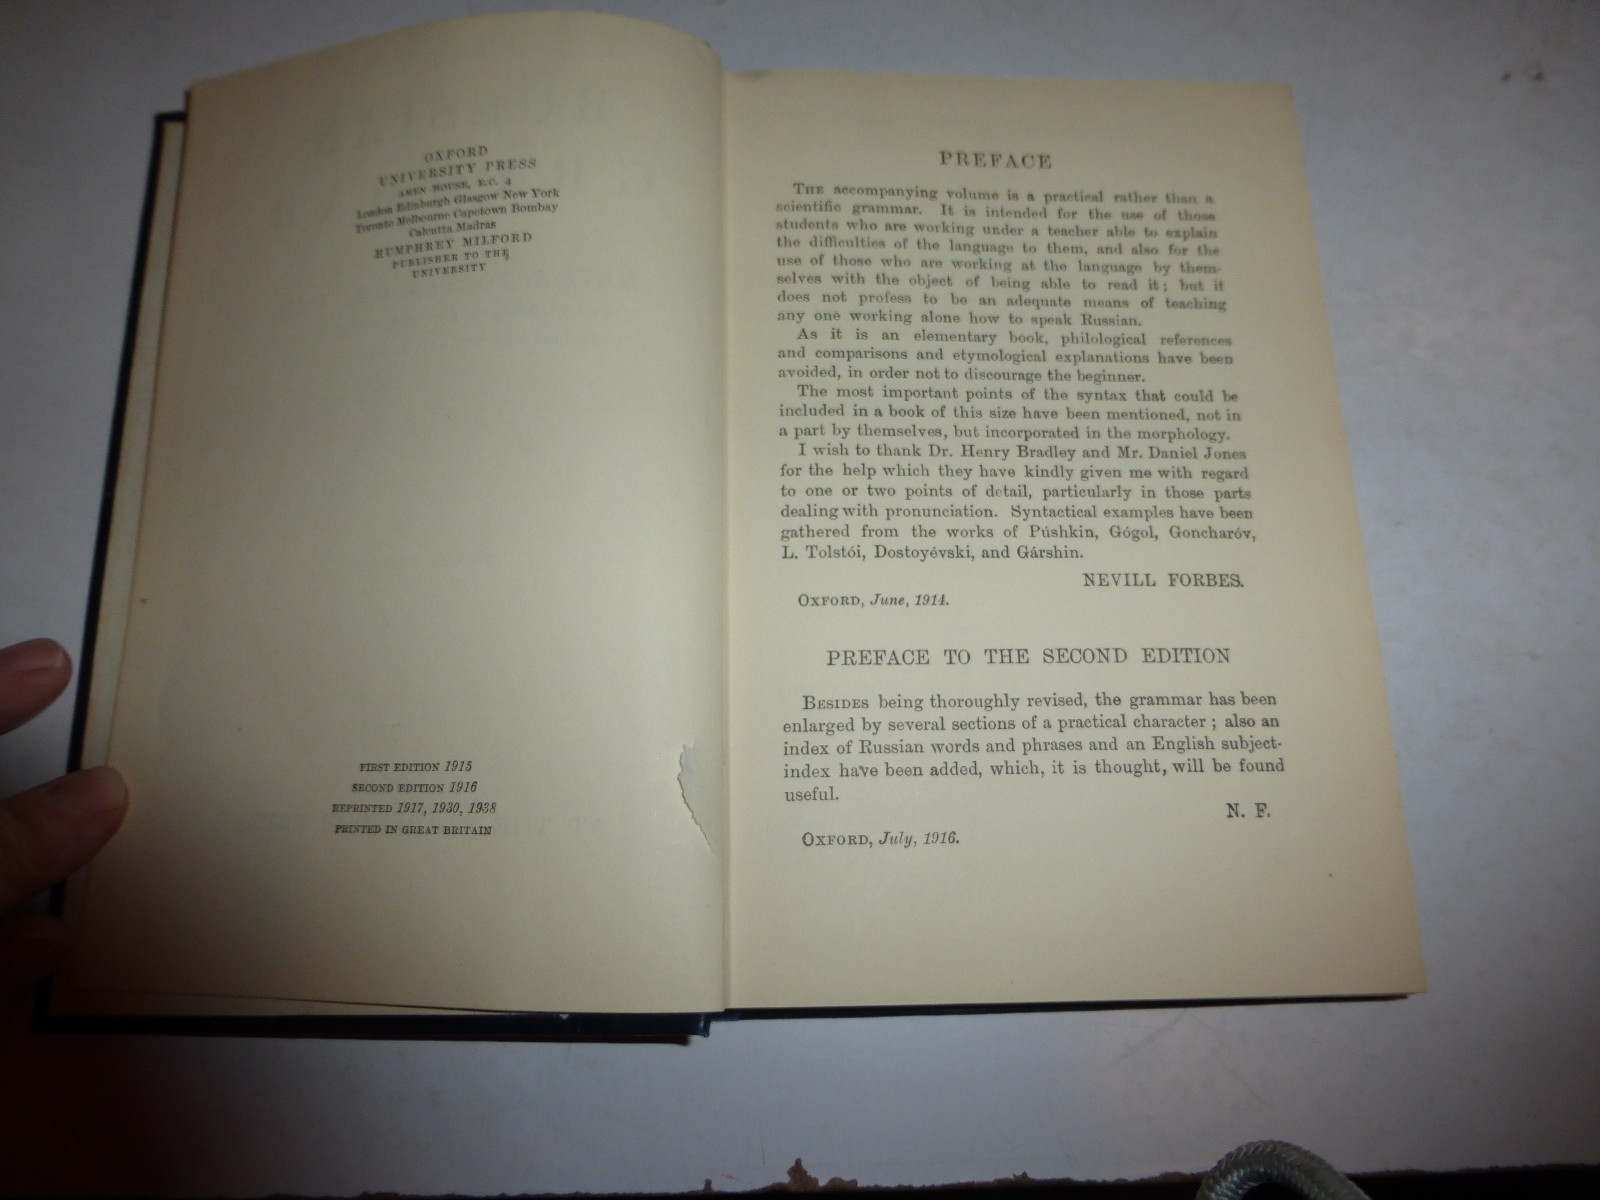 OXFORD
UNIVERSITY PRESS
AMEN HOUSE, E.C. 4
London Edinburgh Glasgow New York
Toronto Melbourne Capetown Bombay
Calcutta Madras
HUMPHREY MILFORD
PUBLISHER TO THE
UNIVERSITY
FIRST EDITION 1915
SECOND EDITION 1916
REPRINTED 1917, 1930, 1938
PRINTED IN GREAT BRITAIN
PREFACE
THE accompanying volume is a practical rather than a
scientific grammar. It is intended for the use of those
students who are working under a teacher able to explain
the difficulties of the language to them, and also for the
use of those who are working at the language by them-
selves with the object of being able to read it; but it
does not profess to be an adequate means of teaching
any one working alone how to speak Russian.
As it is an elementary book, philological references
and comparisons and etymological explanations have been
avoided, in order not to discourage the beginner.
The most important points of the syntax that could be
included in a book of this size have been mentioned, not in
a part by themselves, but incorporated in the morphology.
I wish to thank Dr. Henry Bradley and Mr. Daniel Jones
for the help which they have kindly given me with regard
to one or two points of detail, particularly in those parts
dealing with pronunciation. Syntactical examples have been
gathered from the works of Púshkin, Gógol, Goncharóv,
L. Tolstói, Dostoyévski, and Gárshin.
NEVILL FORBES.
OXFORD, June, 1914.
PREFACE TO THE SECOND EDITION
BESIDES being thoroughly revised, the grammar has been
enlarged by several sections of a practical character; also an
index of Russian words and phrases and an English subject-
index have been added, which, it is thought, will be found
useful.
N. F.
OXFORD, July, 1916.